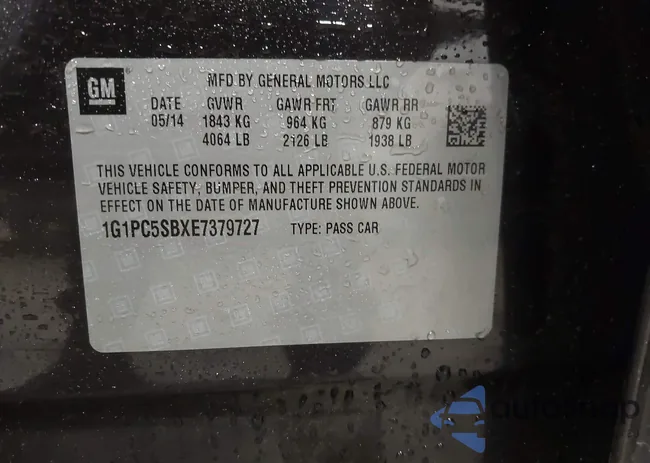 GM
MFD BY GENERAL MOTORS LLC
DATE GVWR GAWR FRT GAWR RR
05/14 1843 KG 964 KG 879 KG
4064 LB 2126 LB 1938 LB
THIS VEHICLE CONFORMS TO ALL APPLICABLE U.S. FEDERAL MOTOR
VEHICLE SAFETY, BUMPER, AND THEFT PREVENTION STANDARDS IN
EFFECT ON THE DATE OF MANUFACTURE SHOWN ABOVE.
1G1PC5SBXE7379727 TYPE: PASS CAR